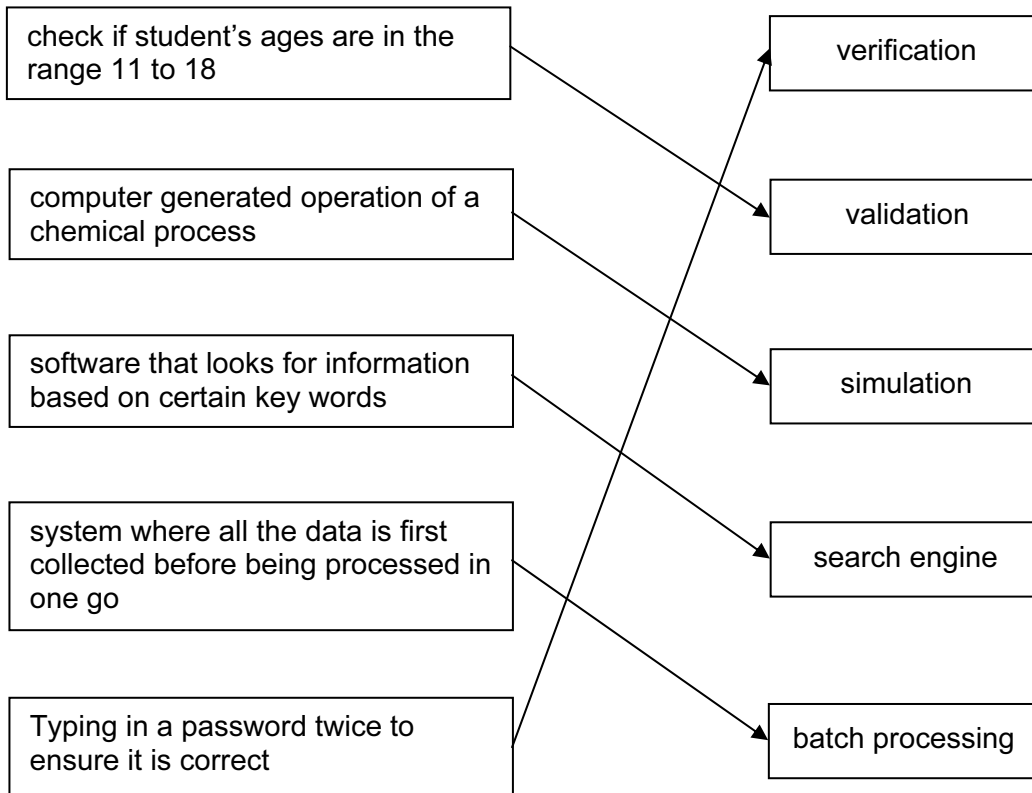 check if student's ages are in the
range 11 to 18
verification
computer generated operation of a
chemical process
validation
software that looks for information
based on certain key words
simulation
system where all the data is first
collected before being processed in
one go
search engine
Typing in a password twice to
ensure it is correct
batch processing